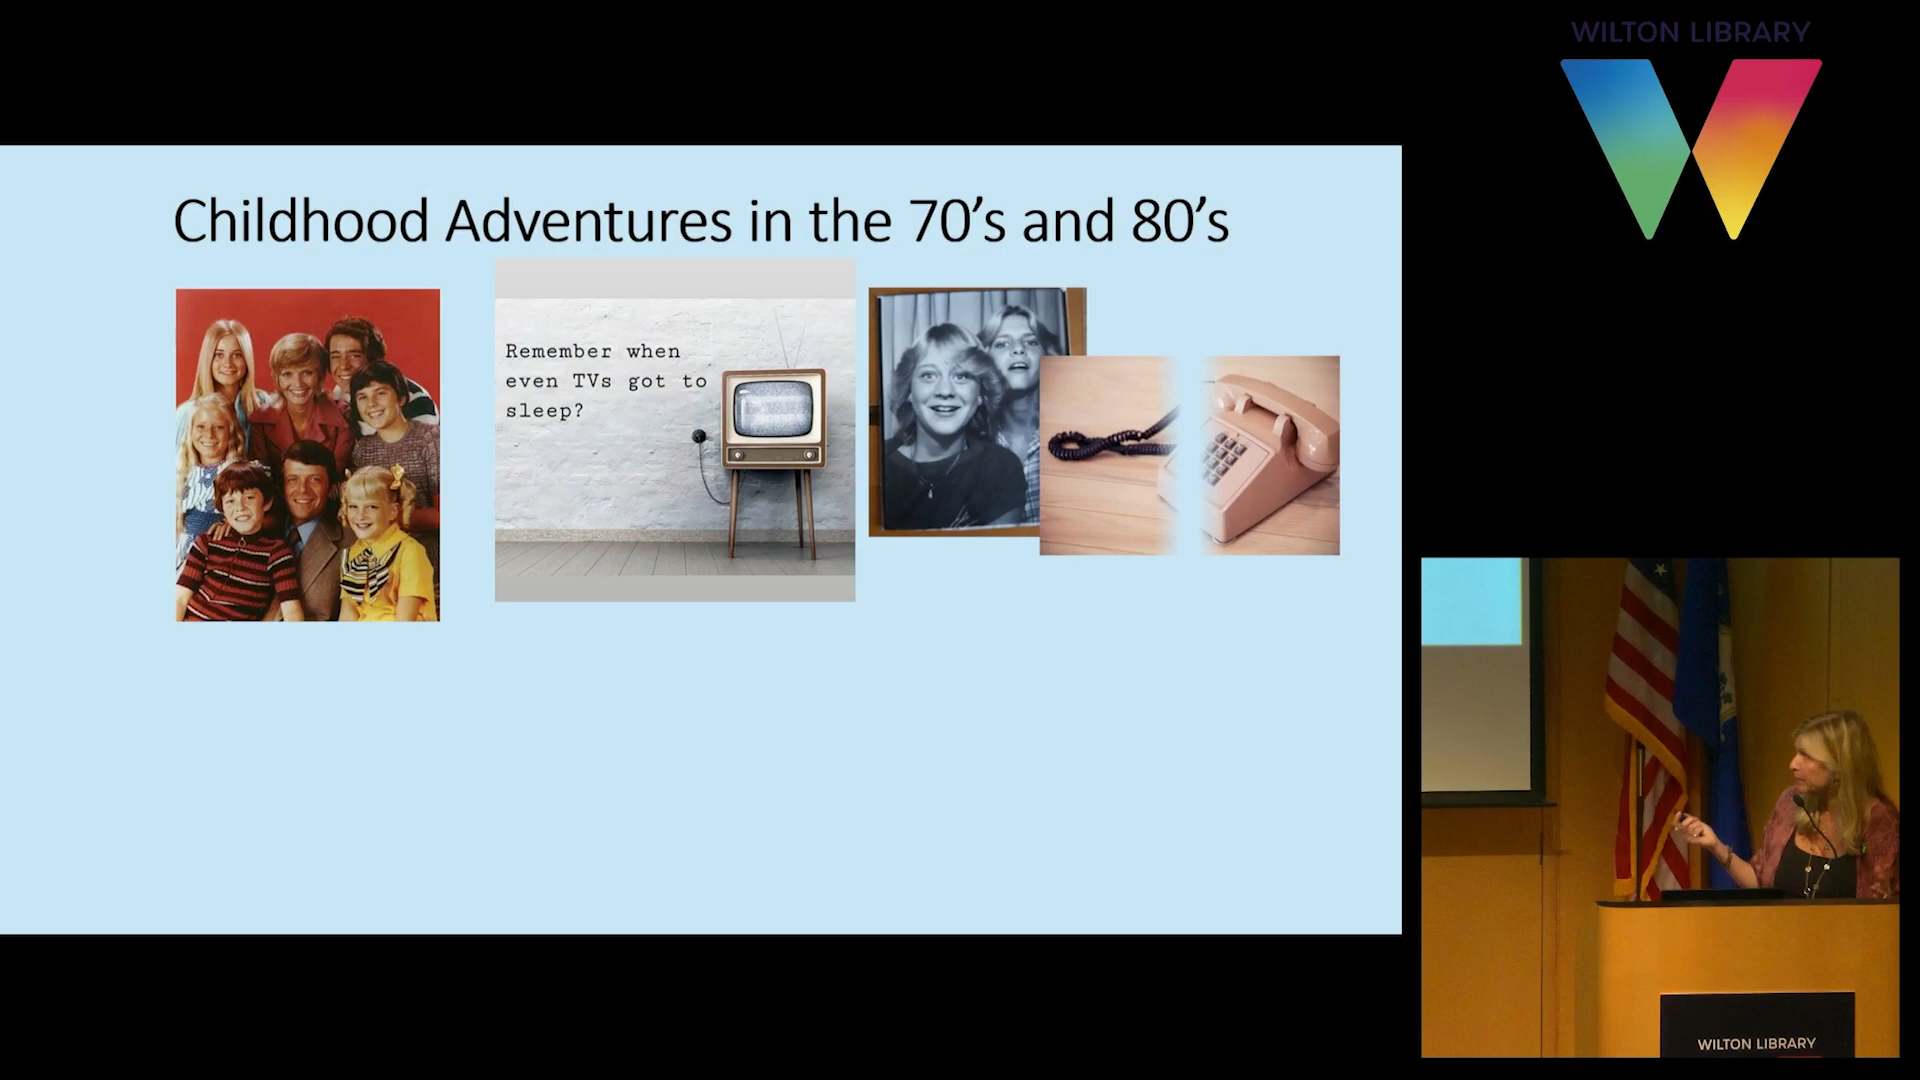 WILTON LIBRARY
Childhood Adventures in the 70’s and 80’s
Remember when
even TVs got to
sleep?
WILTON LIBRARY